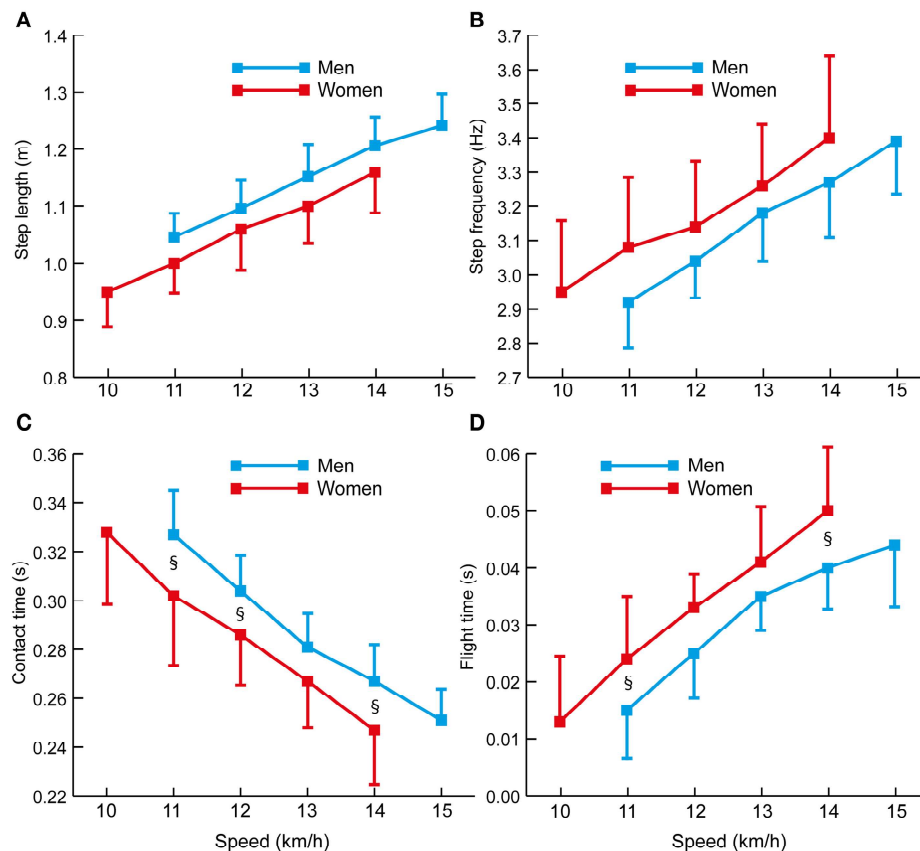 A
Step length (m)
1.4
1.3
1.2
1.1
1.0
0.9
0.8
Men
Women
10 11 12 13 14 15
B
Step frequency (Hz)
3.7
3.6
3.5
3.4
3.3
3.2
3.1
3.0
2.9
2.8
2.7
Men
Women
10 11 12 13 14 15
C
Contact time (s)
0.36
0.34
0.32
0.30
0.28
0.26
0.24
0.22
Men
Women
§
§
§
10 11 12 13 14 15
Speed (km/h)
D
Flight time (s)
0.06
0.05
0.04
0.03
0.02
0.01
0.00
Men
Women
§
§
10 11 12 13 14 15
Speed (km/h)